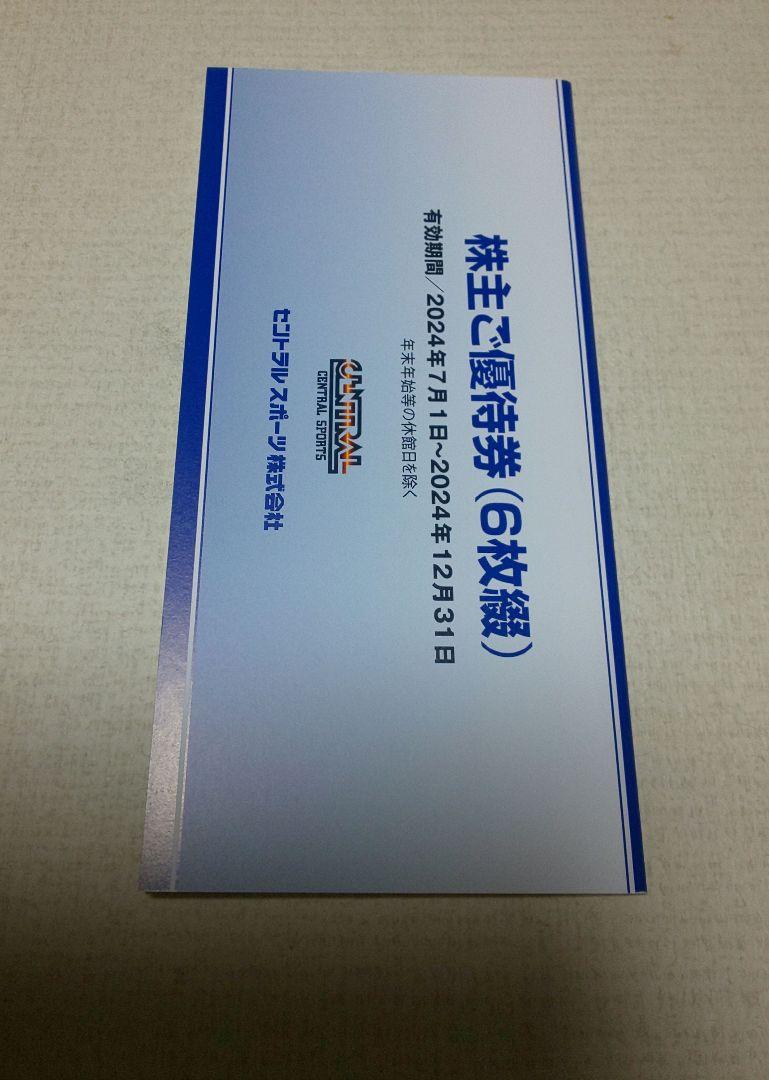 株主ご優待券(6枚綴)
有効期間/2024年7月1日~2024年12月31日
年末年始等の休館日を除く
CENTRAL
CENTRAL SPORTS
セントラルスポーツ株式会社